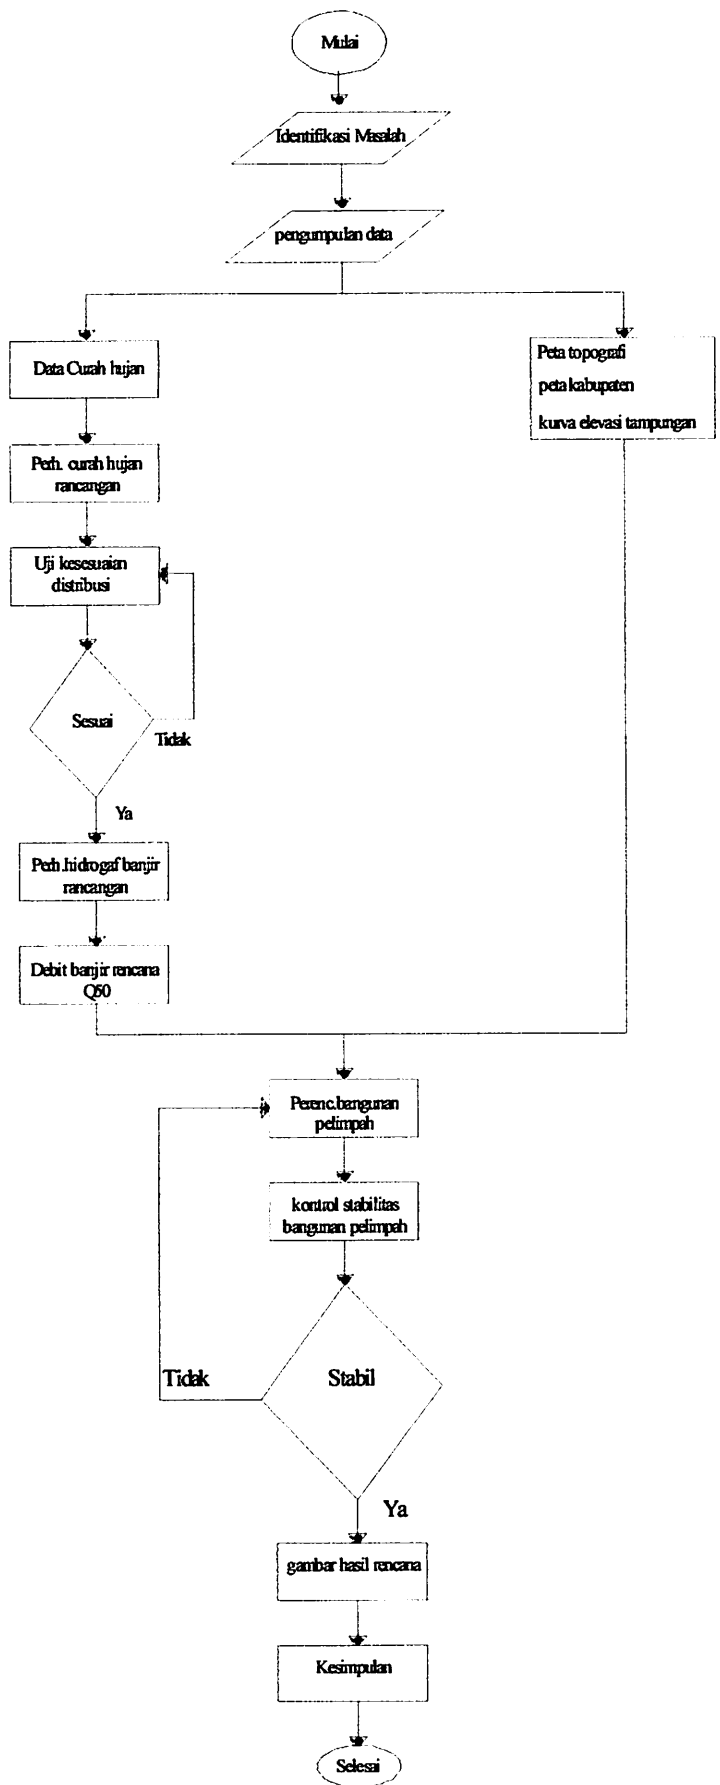 Mulai
Identifikasi Masalah
pengumpulan data
Data Curah hujan
Perh. curah hujan
rancangan
Uji kesesuaian
distribusi
Sesuai
Tidak
Ya
Perh.hidrogaf banjir
rancangan
Debit banjir rencana
Q50
Peta topografi
peta kabupaten
kurva elevasi tampungan
Perenc.bangunan
pelimpah
kontrol stabilitas
bangunan pelimpah
Stabil
Tidak
Ya
gambar hasil rencana
Kesimpulan
Selesai